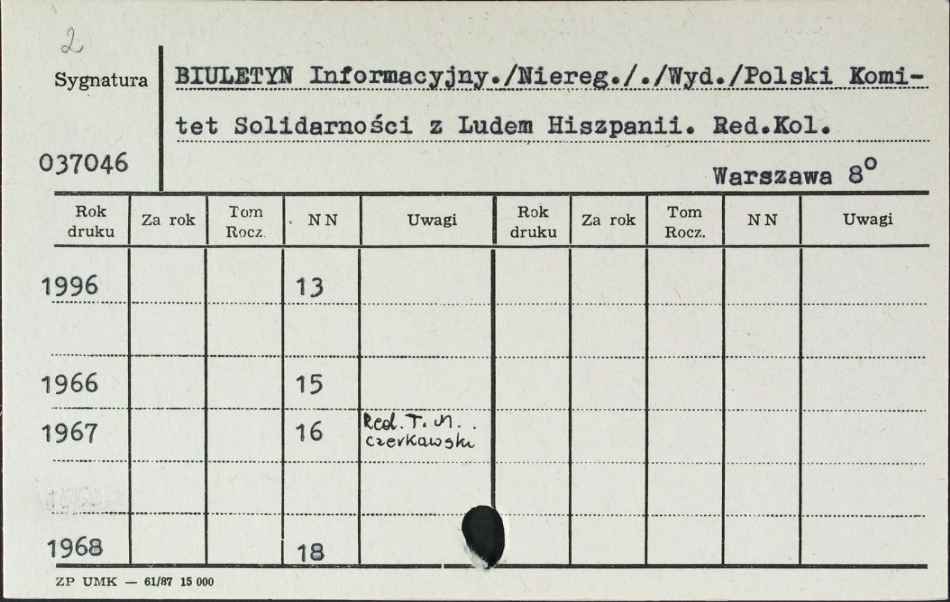 2
Sygnatura
BIULETYN Informacyjny./Niereg./.​/Wyd./Polski Komi-
tet Solidarności z Ludem Hiszpanii. Red.Kol.
037046
Warszawa 8º
Rok druku Za rok Tom Rocz. NN Uwagi Rok druku Za rok Tom Rocz. NN Uwagi
1996 13
1966 15
1967 16 Red. T. M. .
Czerkawski
1968 18
ZP UMK — 61/87 15 000